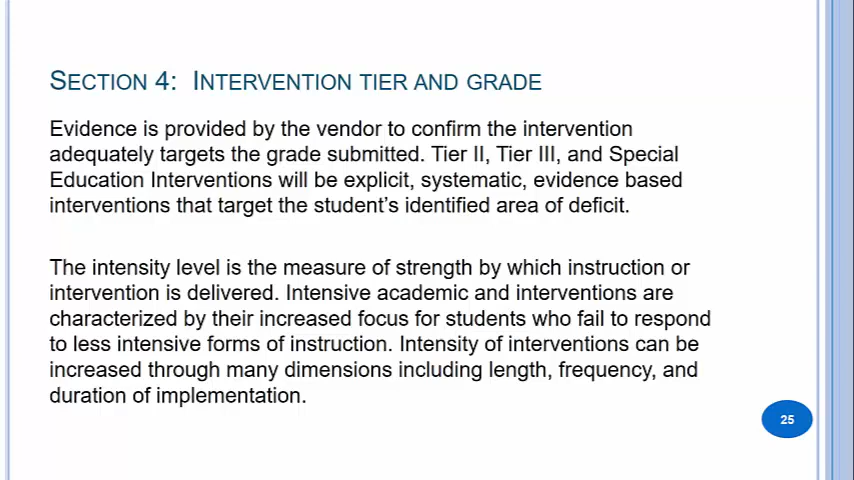 SECTION 4: INTERVENTION TIER AND GRADE
Evidence is provided by the vendor to confirm the intervention
adequately targets the grade submitted. Tier II, Tier III, and Special
Education Interventions will be explicit, systematic, evidence based
interventions that target the student’s identified area of deficit.
The intensity level is the measure of strength by which instruction or
intervention is delivered. Intensive academic and interventions are
characterized by their increased focus for students who fail to respond
to less intensive forms of instruction. Intensity of interventions can be
increased through many dimensions including length, frequency, and
duration of implementation.
25